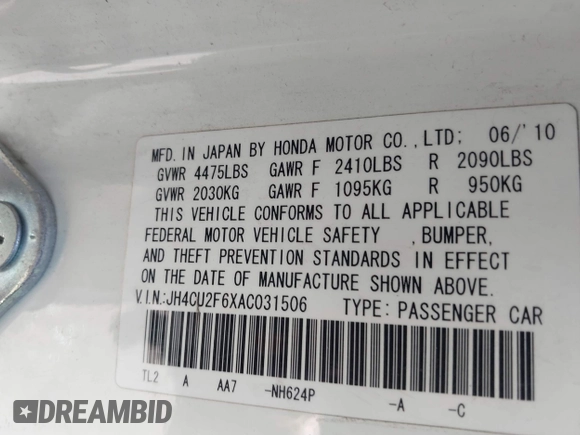 MFD. IN JAPAN BY HONDA MOTOR CO., LTD; 06/'10
GVWR 4475LBS GAWR F 2410LBS R 2090LBS
GVWR 2030KG GAWR F 1095KG R 950KG
THIS VEHICLE CONFORMS TO ALL APPLICABLE
FEDERAL MOTOR VEHICLE SAFETY , BUMPER,
AND THEFT PREVENTION STANDARDS IN EFFECT
ON THE DATE OF MANUFACTURE SHOWN ABOVE.
V.I.N.:JH4CU2F6XAC031506 TYPE: PASSENGER CAR
TL2 A AA7 -NH624P -A -C
DREAMBID